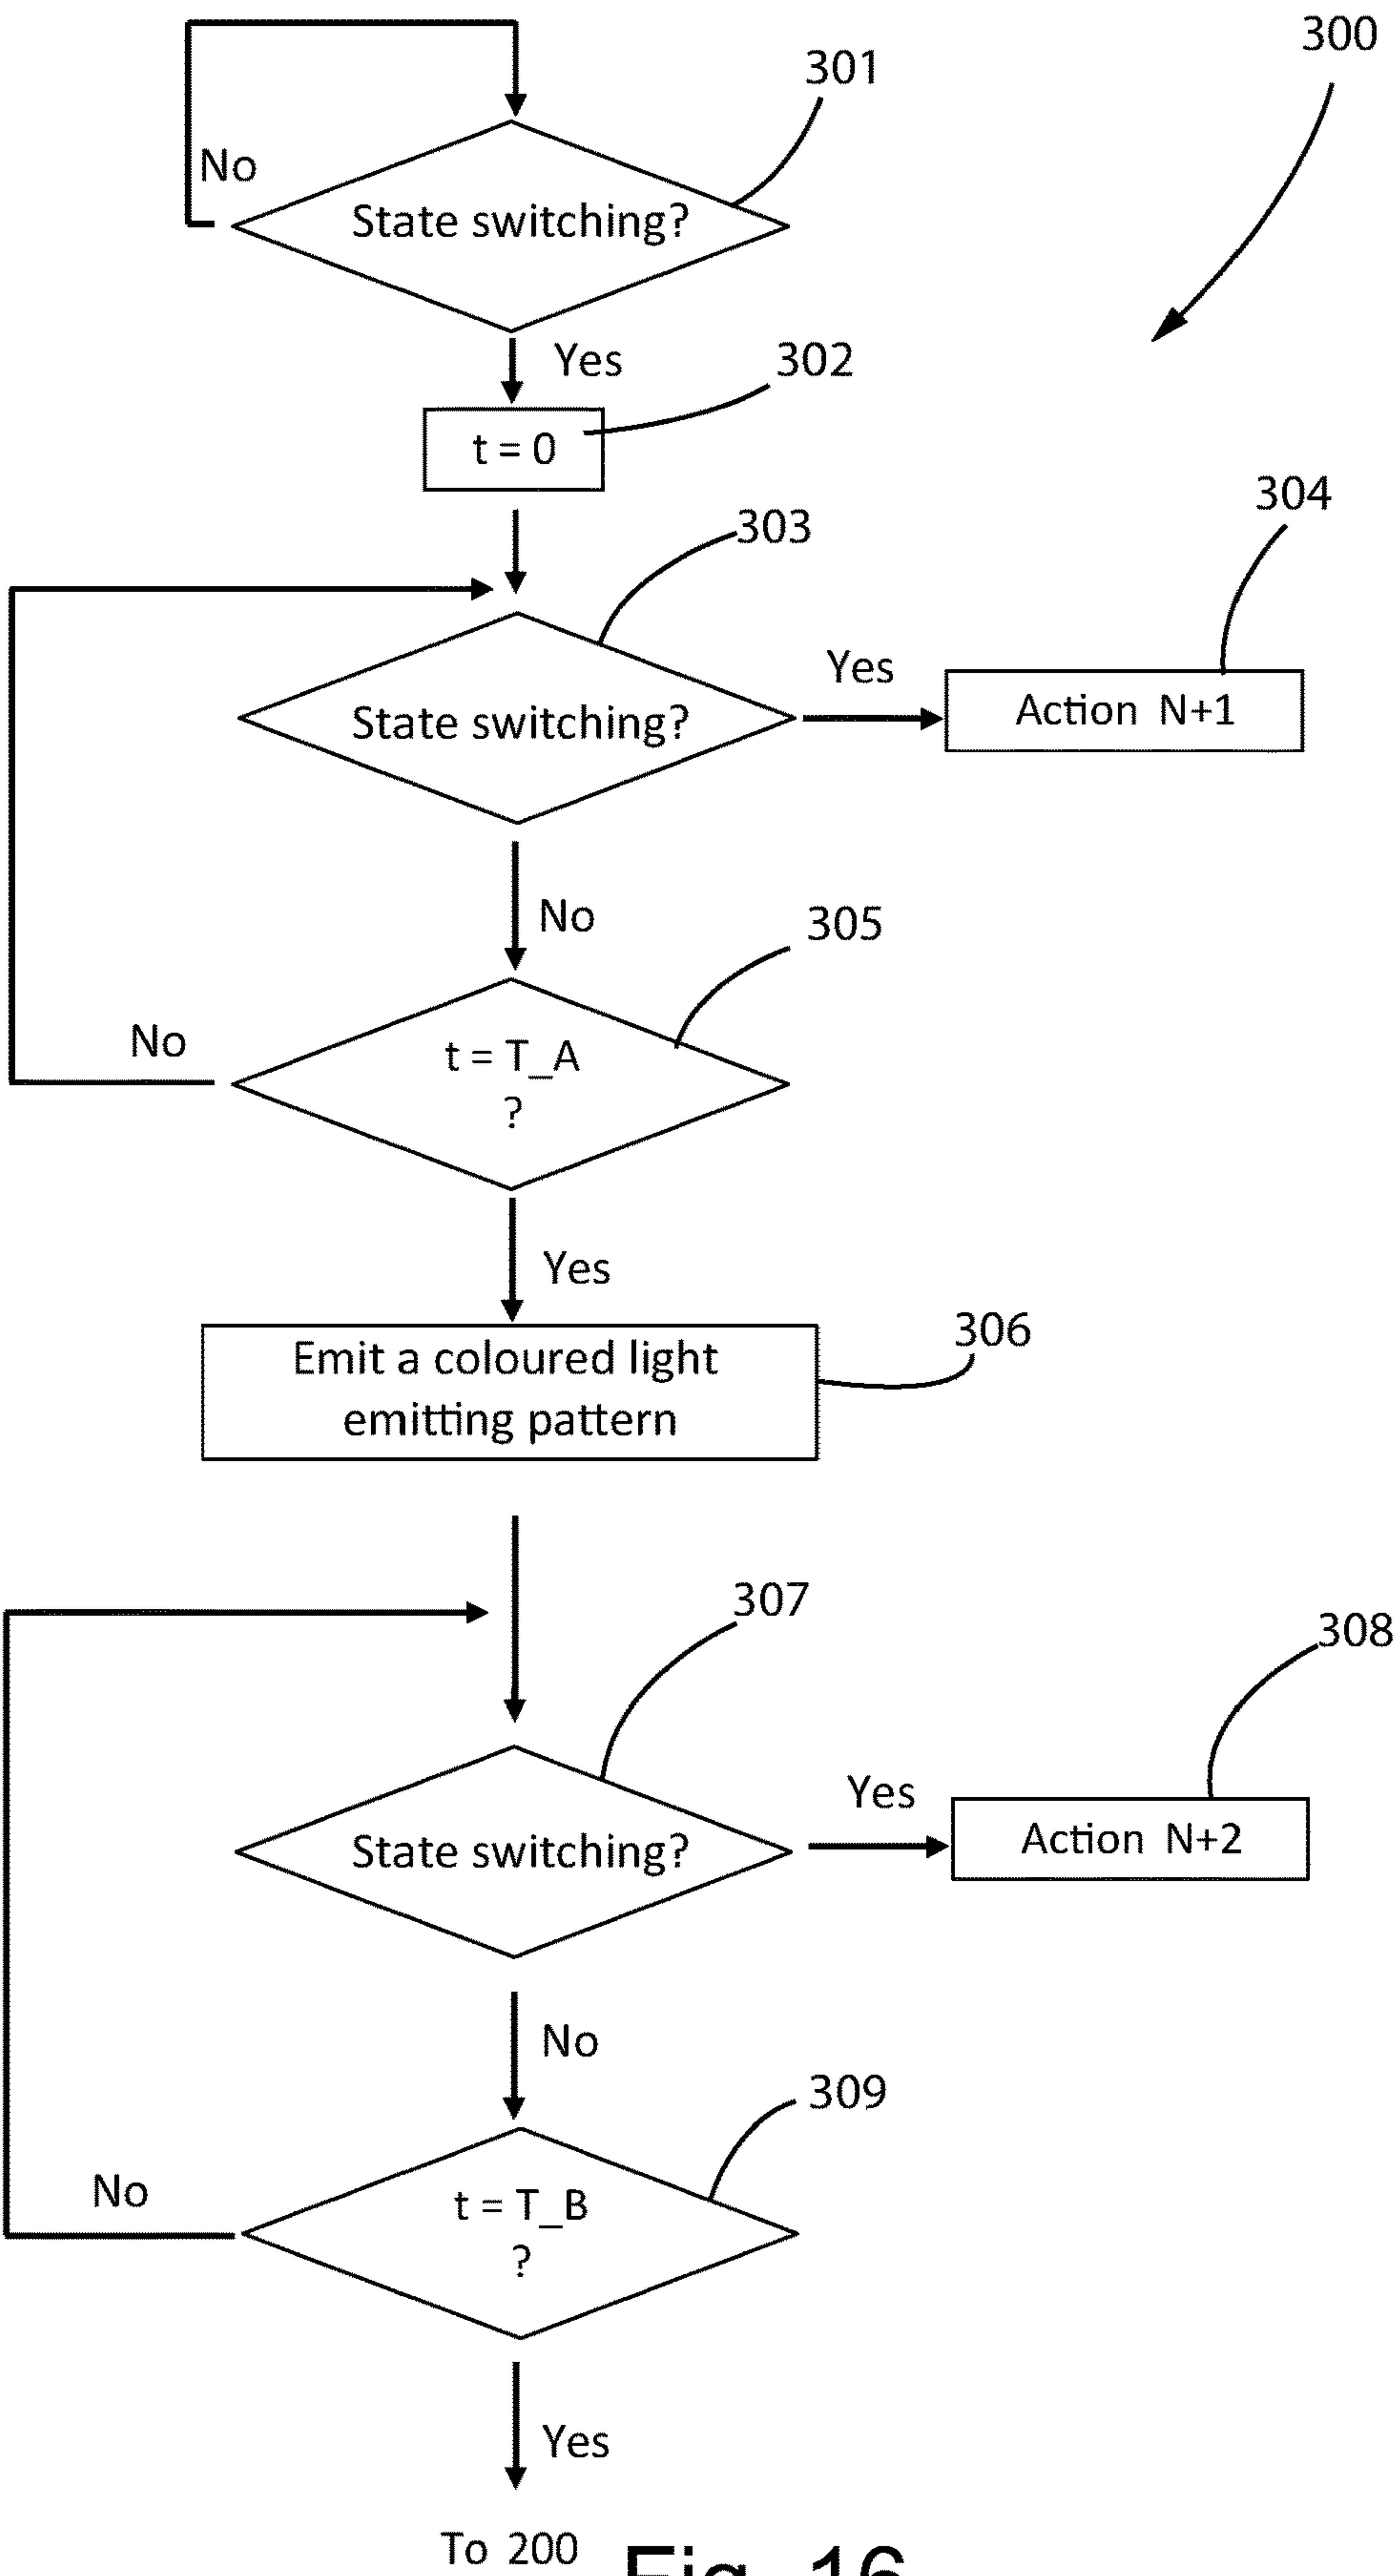 300
301
No
State switching?
Yes
302
t = 0
304
303
Yes
Action N+1
State switching?
No
305
No
t = T_A
?
Yes
Emit a coloured light
emitting pattern
306
307
308
Yes
State switching?
Action N+2
No
309
No
t = T_B
?
Yes
To 200
Fig. 16